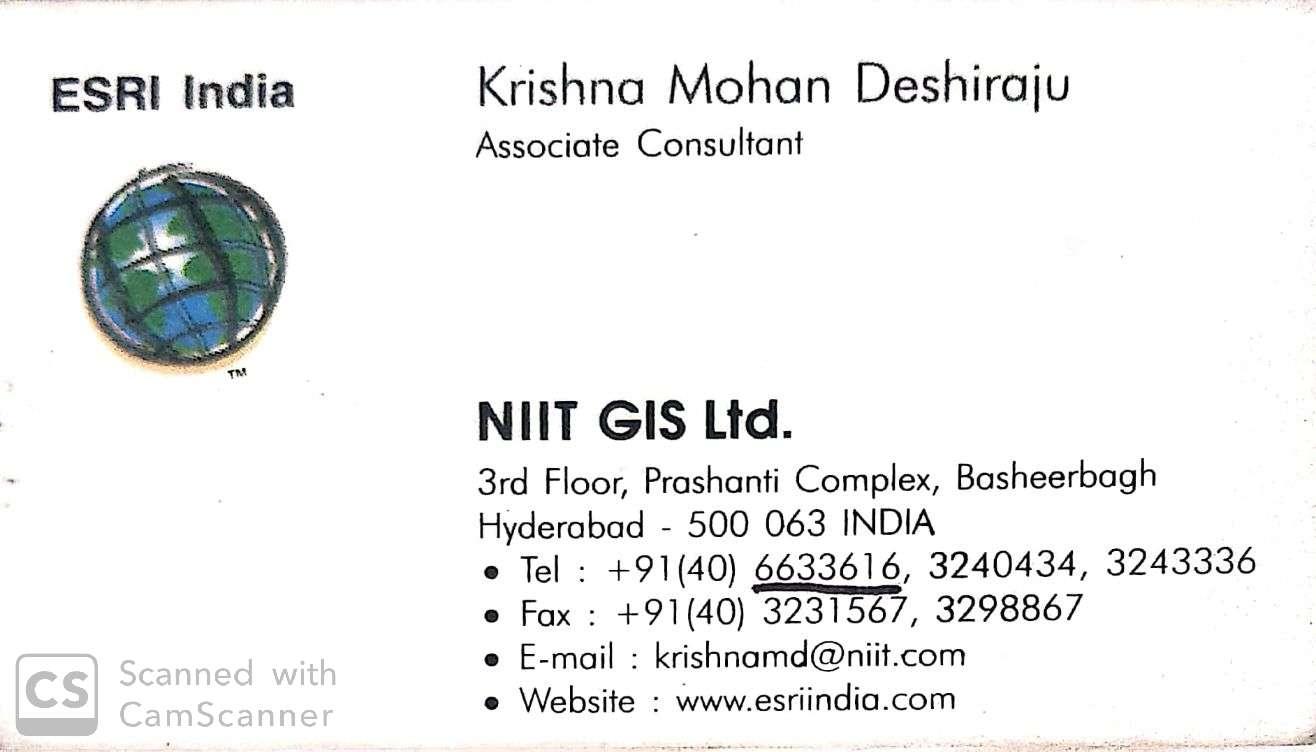 ESRI India
TM
Krishna Mohan Deshiraju
Associate Consultant
NIIT GIS Ltd.
3rd Floor, Prashanti Complex, Basheerbagh
Hyderabad - 500 063 INDIA
• Tel : +91(40) 6633616, 3240434, 3243336
• Fax : +91(40) 3231567, 3298867
• E-mail : krishnamd@niit.com
• Website : www.esriindia.com
CS
Scanned with
CamScanner